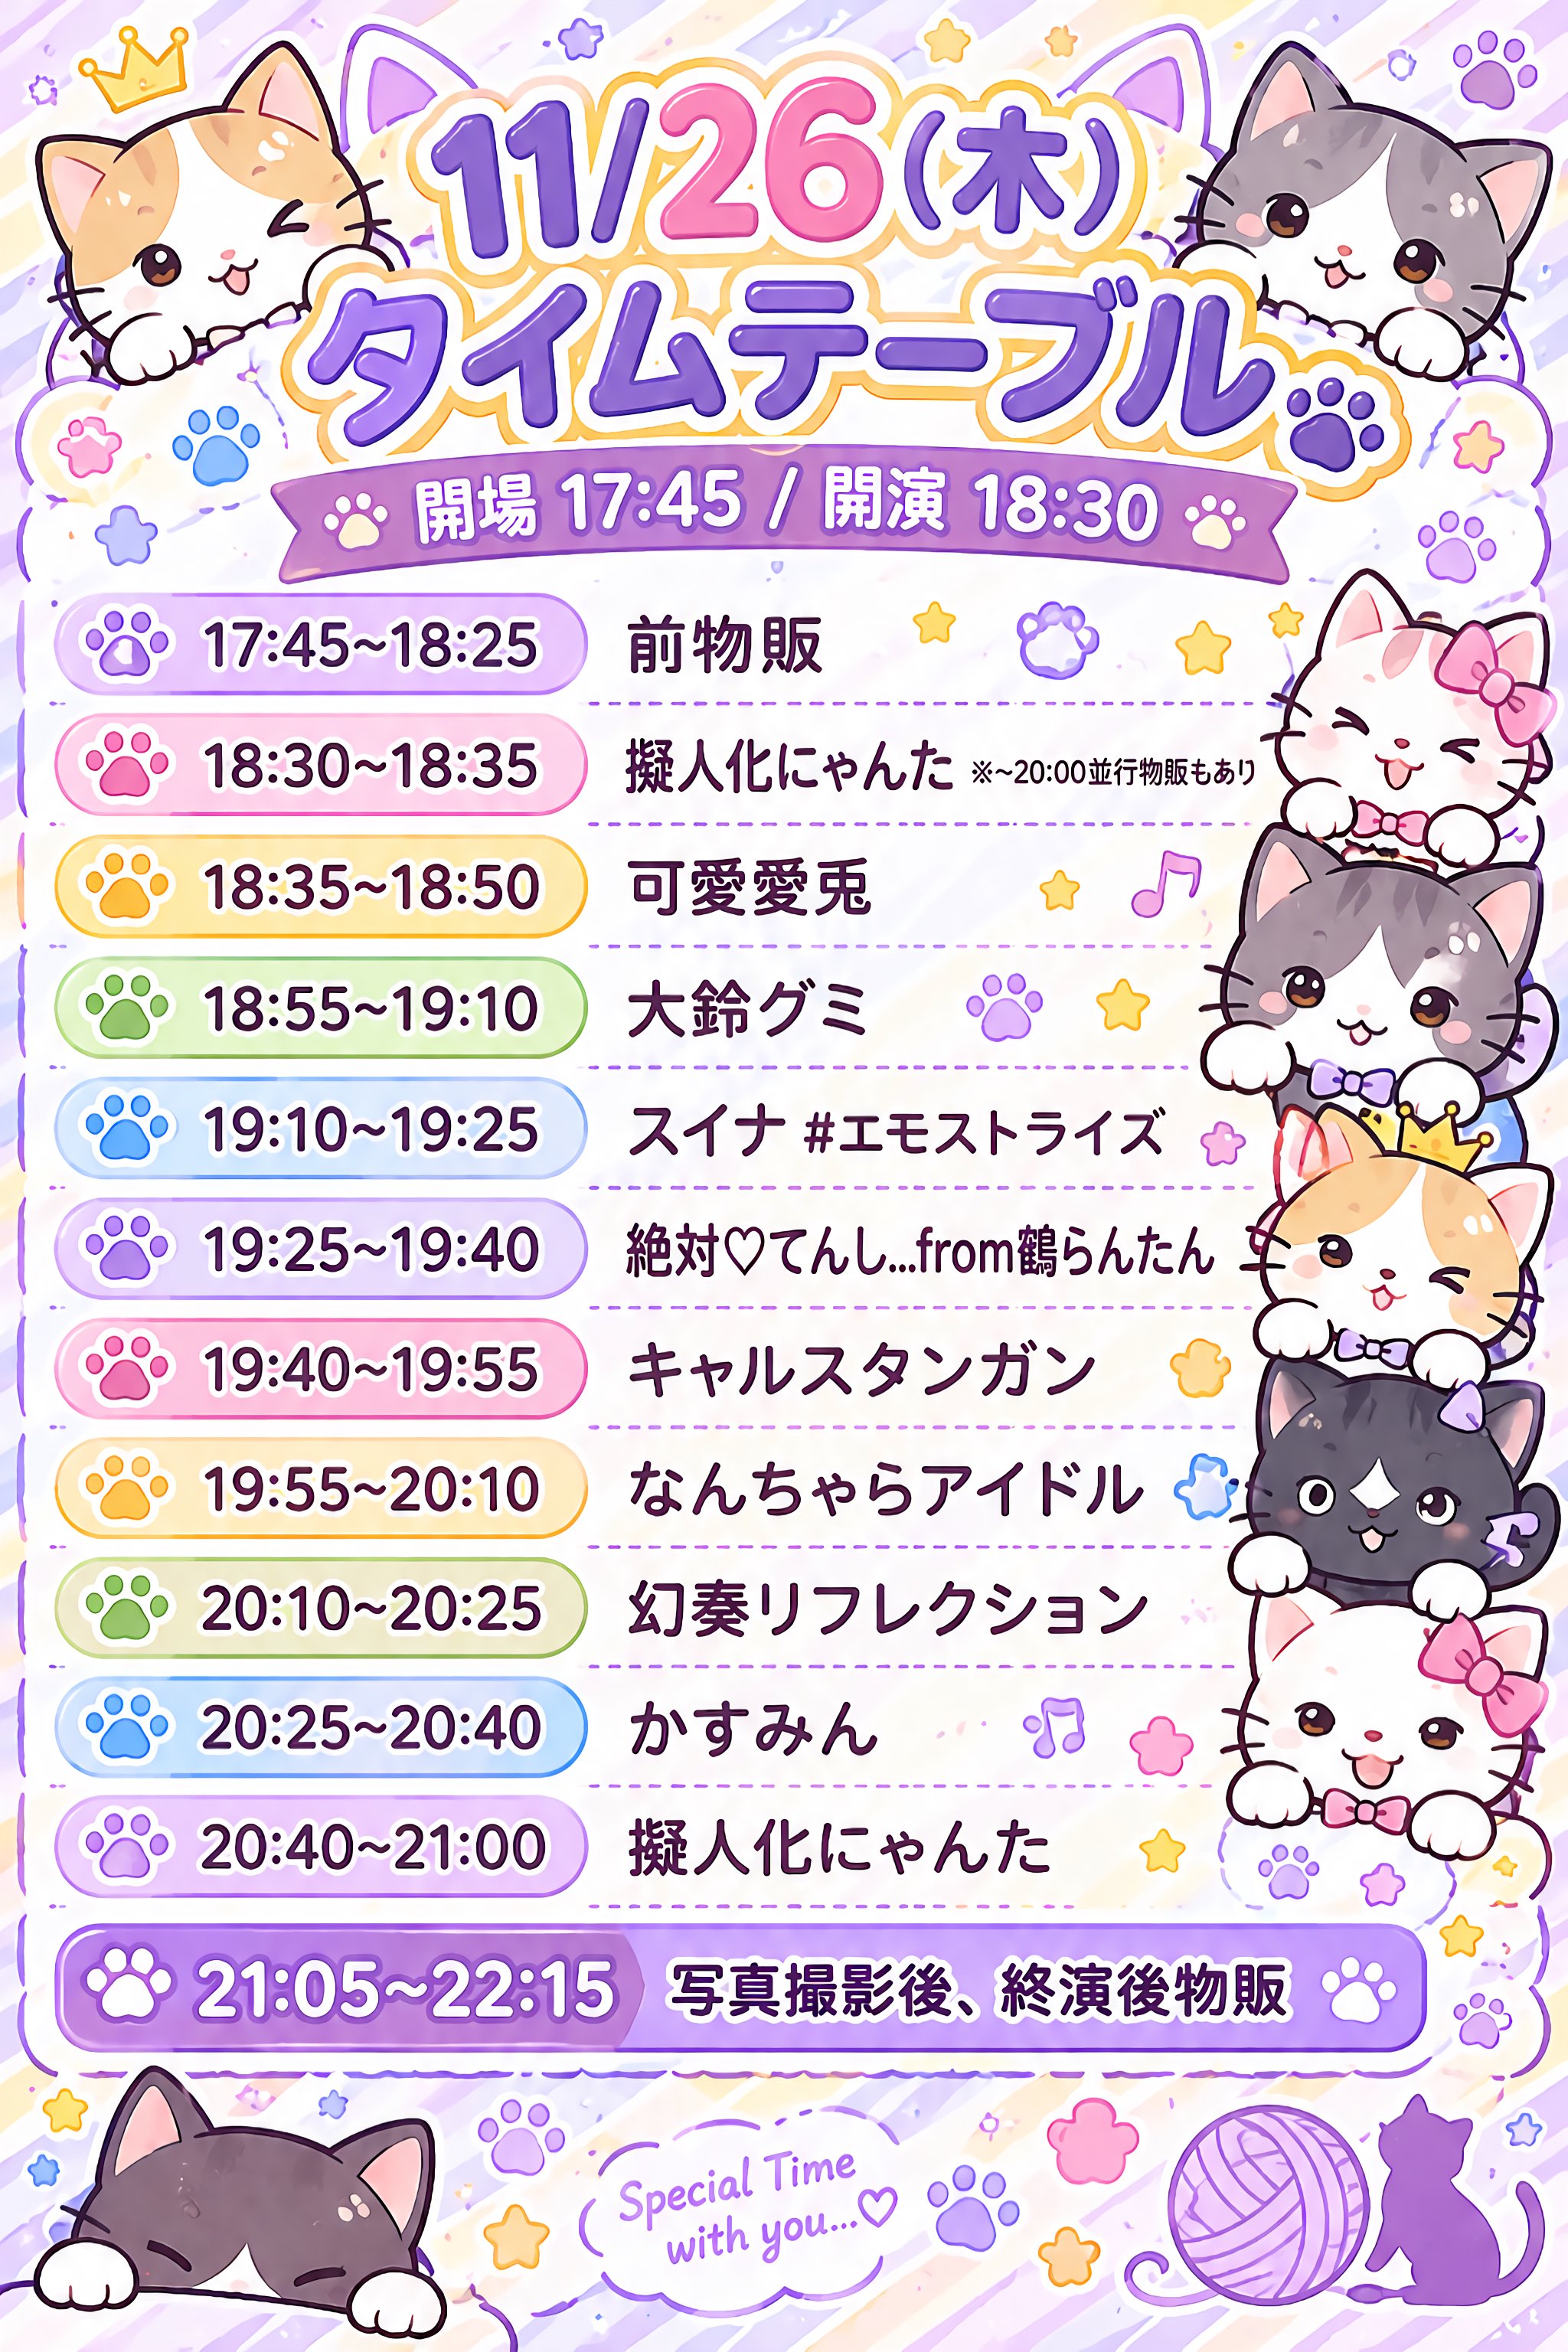 11/26(木)
タイムテーブル
開場 17:45 / 開演 18:30
17:45~18:25 前物販
18:30~18:35 擬人化にゃんた ※~20:00並行物販もあり
18:35~18:50 可愛愛兎
18:55~19:10 大鈴グミ
19:10~19:25 スイナ #エモストライズ
19:25~19:40 絶対♡てんし...from鶴らんたん
19:40~19:55 キャルスタンガン
19:55~20:10 なんちゃらアイドル
20:10~20:25 幻奏リフレクション
20:25~20:40 かすみん
20:40~21:00 擬人化にゃんた
21:05~22:15 写真撮影後、終演後物販
Special Time
with you...♡